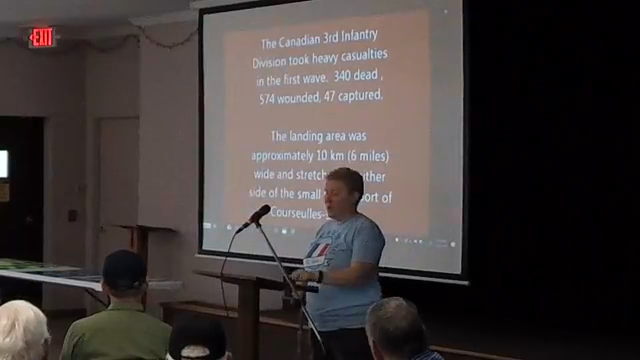 EXIT
The Canadian 3rd Infantry
Division took heavy casualties
in the first wave. 340 dead ,
574 wounded, 47 captured.
The landing area was
approximately 10 km (6 miles)
wide and
side of the small
Courseulles-